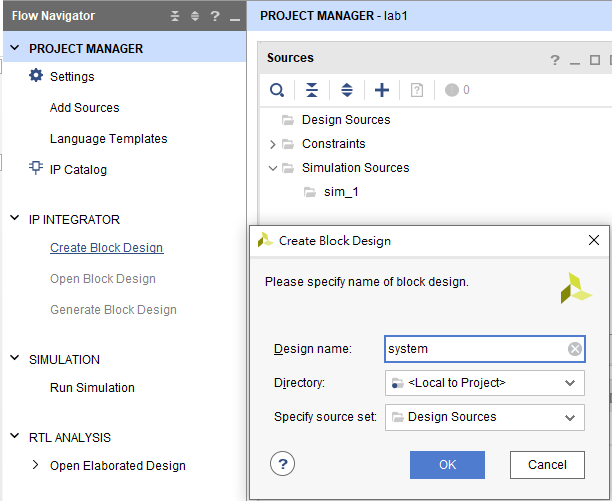 Flow Navigator
PROJECT MANAGER
Settings
Add Sources
Language Templates
IP Catalog
IP INTEGRATOR
Create Block Design
Open Block Design
Generate Block Design
SIMULATION
Run Simulation
RTL ANALYSIS
Open Elaborated Design
PROJECT MANAGER - lab1
Sources
0
Design Sources
Constraints
Simulation Sources
sim_1
Create Block Design
Please specify name of block design.
Design name: system
Directory: <Local to Project>
Specify source set: Design Sources
? OK Cancel